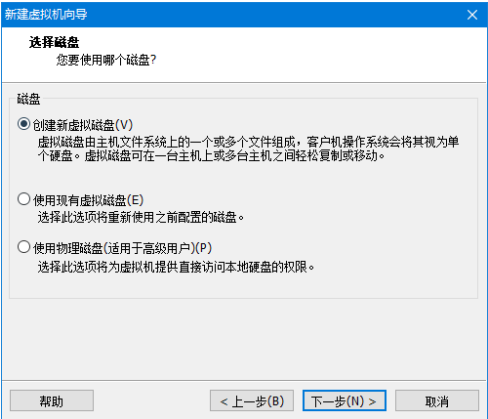 新建虚拟机向导
选择磁盘
您要使用哪个磁盘?
磁盘
创建新虚拟磁盘(V)
虚拟磁盘由主机文件系统上的一个或多个文件组成，客户机操作系统会将其视为单
个硬盘。虚拟磁盘可在一台主机上或多台主机之间轻松复制或移动。
使用现有虚拟磁盘(E)
选择此选项将重新使用之前配置的磁盘。
使用物理磁盘(适用于高级用户)(P)
选择此选项将为虚拟机提供直接访问本地硬盘的权限。
帮助 < 上一步(B) 下一步(N) > 取消